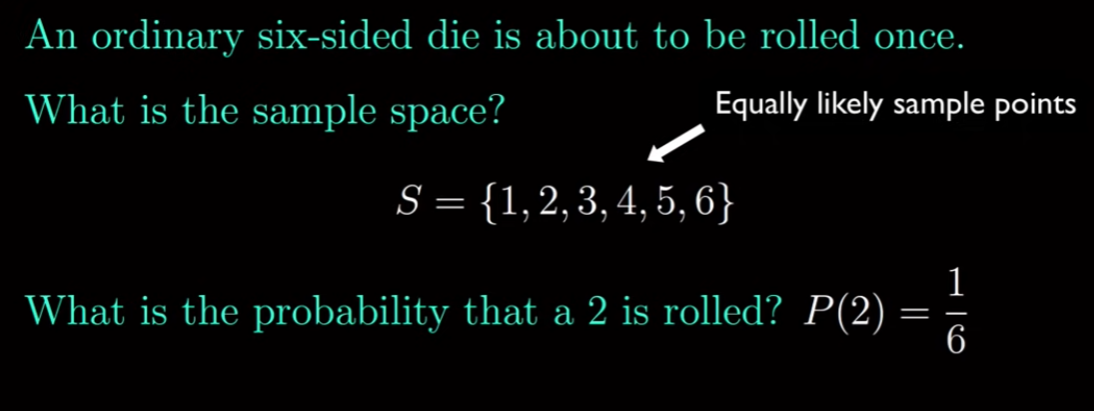 An ordinary six-sided die is about to be rolled once.
What is the sample space?
Equally likely sample points
S = {1, 2, 3, 4, 5, 6}
What is the probability that a 2 is rolled? P(2) = 1/6